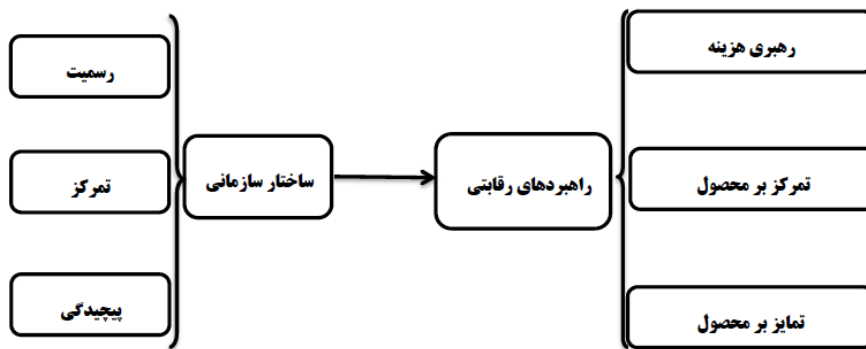 رهبری هزینه
رسمیت
تمرکز
ساختار سازمانی
راهبردهای رقابتی
تمرکز بر محصول
پیچیدگی
تمایز بر محصول